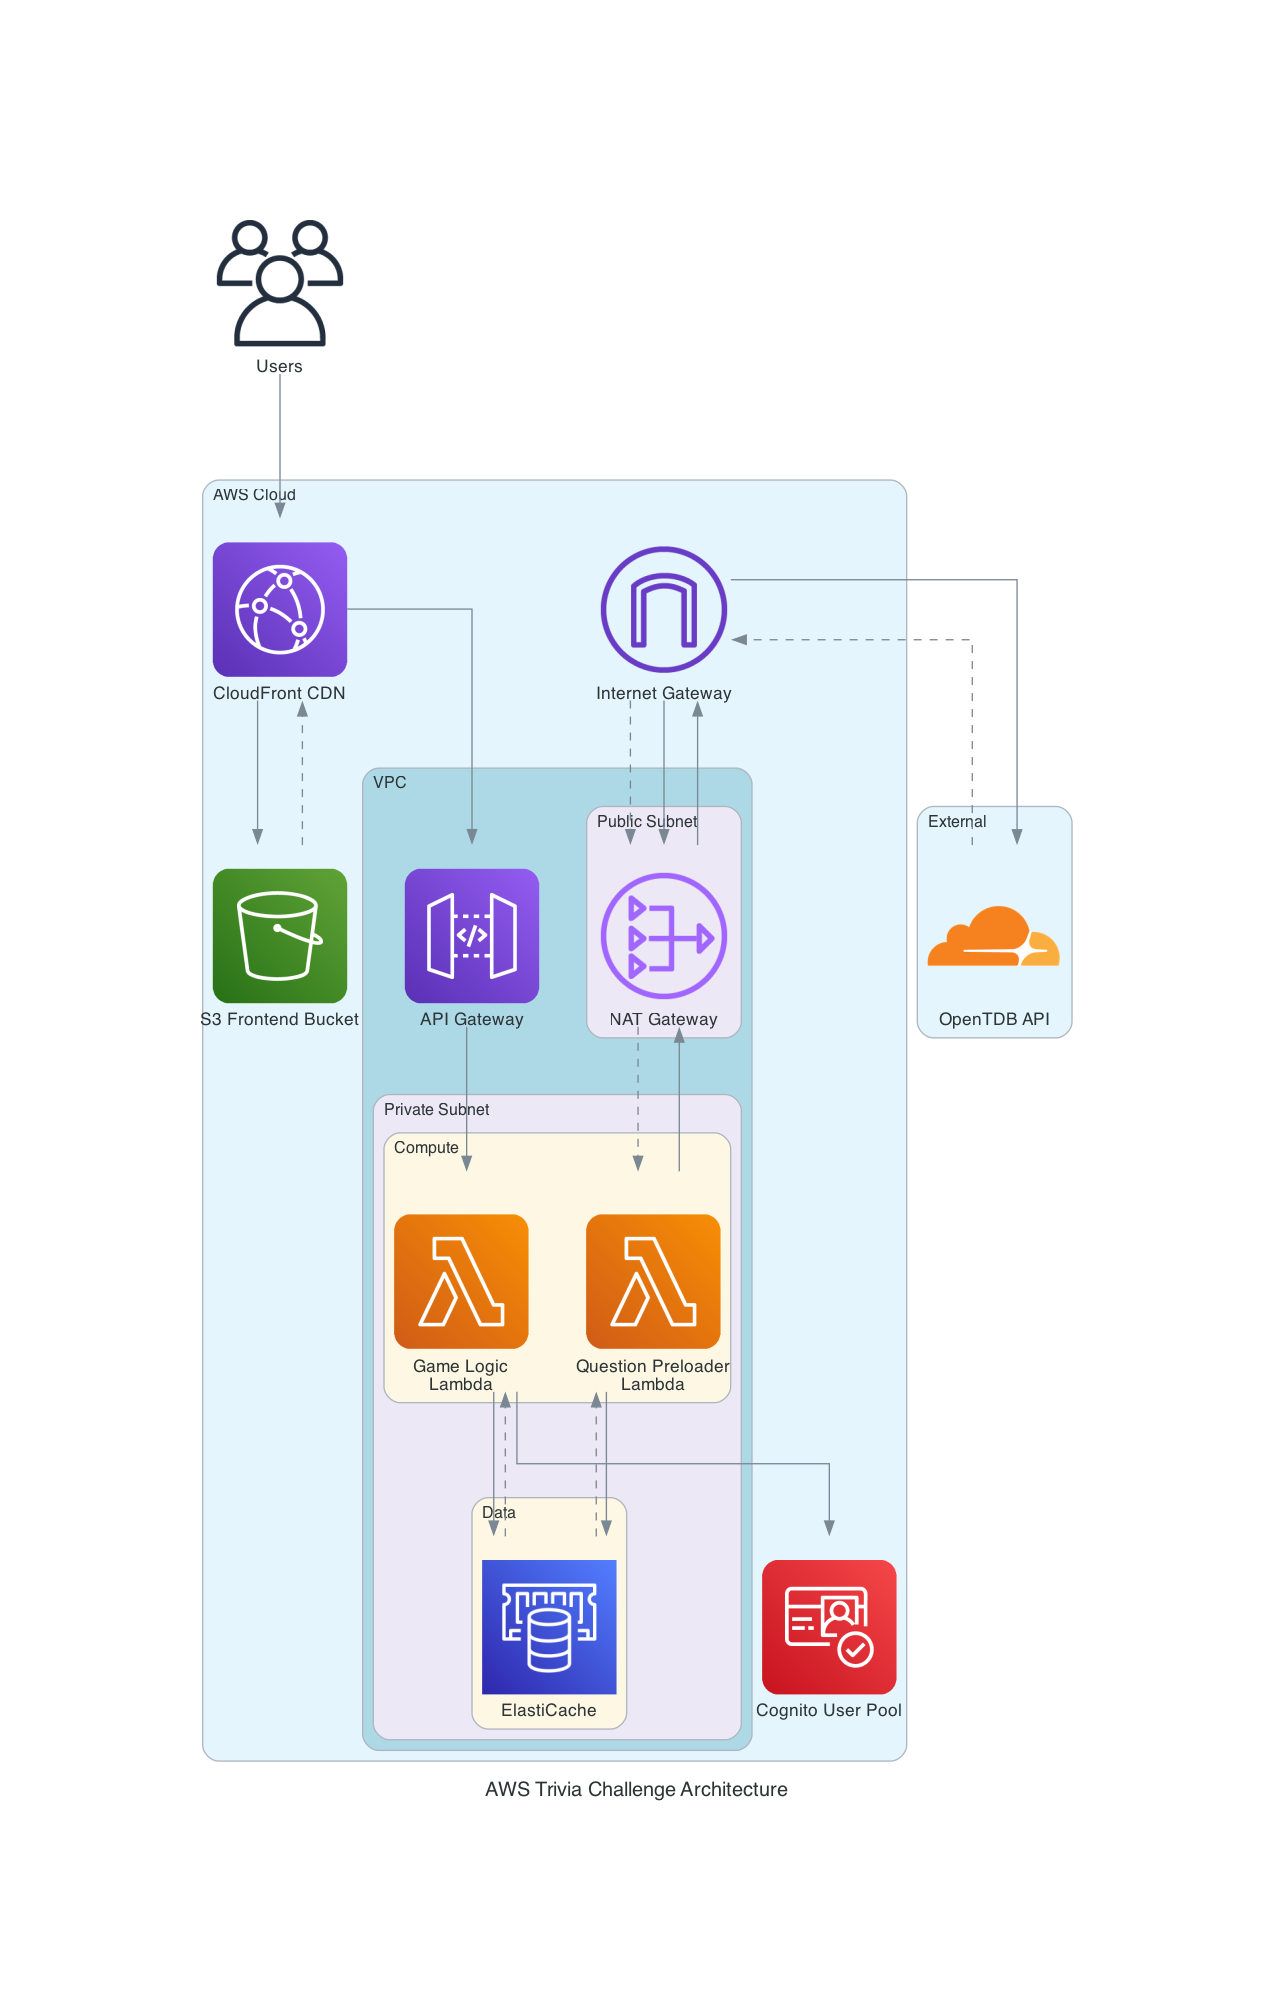 Users
AWS Cloud
CloudFront CDN
Internet Gateway
VPC
Public Subnet
External
S3 Frontend Bucket
API Gateway
NAT Gateway
OpenTDB API
Private Subnet
Compute
Game Logic
Lambda
Question Preloader
Lambda
Data
ElastiCache
Cognito User Pool
AWS Trivia Challenge Architecture